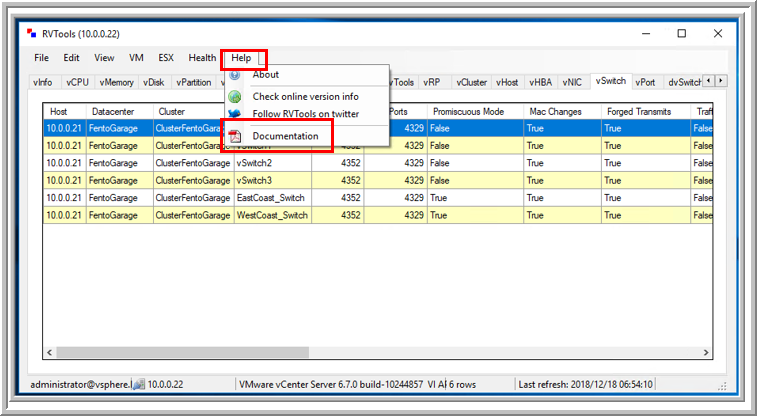 RVTools (10.0.0.22)
File Edit View VM ESX Health Help
About
Check online version info
Follow RVTools on twitter
Documentation
vInfo vCPU vMemory vDisk vPartition vTools vRP vCluster vHost vHBA vNIC vSwitch vPort dvSwitch
Host Datacenter Cluster Ports Promiscuous Mode Mac Changes Forged Transmits Traff
10.0.0.21 FentoGarage ClusterFentoGarage 4329 False True True False
10.0.0.21 FentoGarage ClusterFentoGarage vSwitch1 4352 4329 False True True False
10.0.0.21 FentoGarage ClusterFentoGarage vSwitch2 4352 4329 False True True False
10.0.0.21 FentoGarage ClusterFentoGarage vSwitch3 4352 4329 False True True False
10.0.0.21 FentoGarage ClusterFentoGarage EastCoast_Switch 4352 4329 True True True False
10.0.0.21 FentoGarage ClusterFentoGarage WestCoast_Switch 4352 4329 True True True False
administrator@vsphere. 10.0.0.22 VMware vCenter Server 6.7.0 build-10244857 VI AI 6 rows Last refresh: 2018/12/18 06:54:10